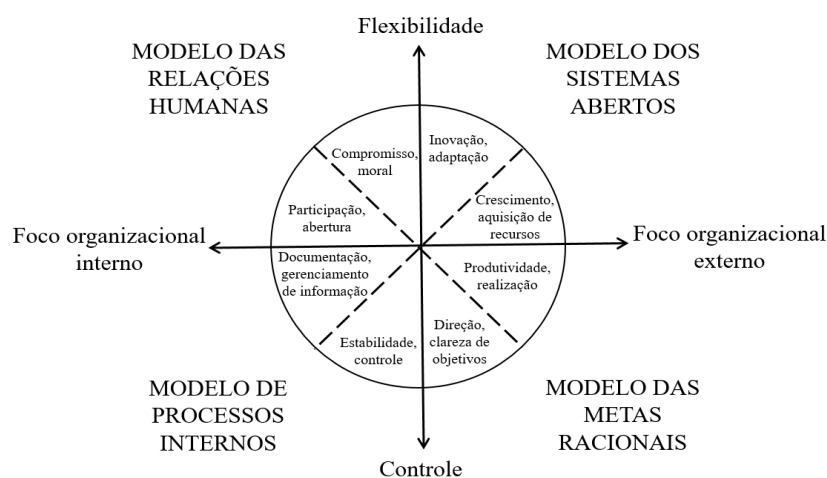 Flexibilidade
MODELO DAS
RELAÇÕES
HUMANAS
MODELO DOS
SISTEMAS
ABERTOS
Compromisso,
moral
Inovação,
adaptação
Participação,
abertura
Crescimento,
aquisição de
recursos
Foco organizacional
interno
Foco organizacional
externo
Documentação,
gerenciamento
de informação
Produtividade,
realização
Estabilidade,
controle
Direção,
clareza de
objetivos
MODELO DE
PROCESSOS
INTERNOS
MODELO DAS
METAS
RACIONAIS
Controle